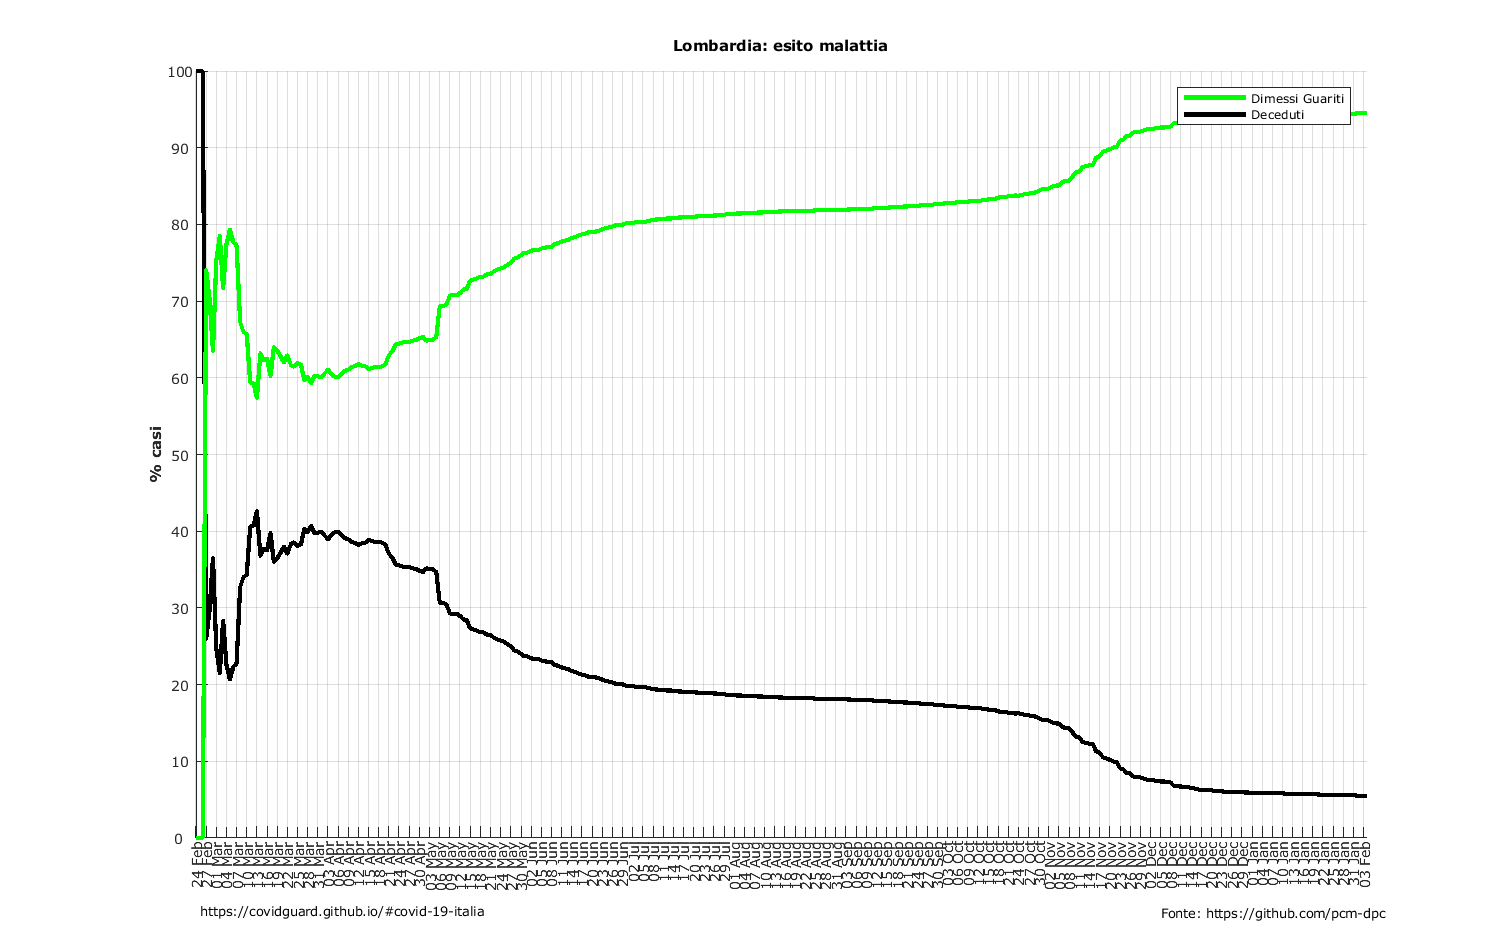 Lombardia: esito malattia
Dimessi Guariti
Deceduti
% casi
100
90
80
70
60
50
40
30
20
10
0
24 Feb
27 Feb
01 Mar
04 Mar
07 Mar
10 Mar
13 Mar
16 Mar
19 Mar
22 Mar
25 Mar
28 Mar
31 Mar
03 Apr
06 Apr
09 Apr
12 Apr
15 Apr
18 Apr
21 Apr
24 Apr
27 Apr
30 Apr
03 May
06 May
09 May
12 May
15 May
18 May
21 May
24 May
27 May
30 May
02 Jun
05 Jun
08 Jun
11 Jun
14 Jun
17 Jun
20 Jun
23 Jun
26 Jun
29 Jun
02 Jul
05 Jul
08 Jul
11 Jul
14 Jul
17 Jul
20 Jul
23 Jul
26 Jul
29 Jul
01 Aug
04 Aug
07 Aug
10 Aug
13 Aug
16 Aug
19 Aug
22 Aug
25 Aug
28 Aug
31 Aug
03 Sep
06 Sep
09 Sep
12 Sep
15 Sep
18 Sep
21 Sep
24 Sep
27 Sep
30 Sep
03 Oct
06 Oct
09 Oct
12 Oct
15 Oct
18 Oct
21 Oct
24 Oct
27 Oct
30 Oct
02 Nov
05 Nov
08 Nov
11 Nov
14 Nov
17 Nov
20 Nov
23 Nov
26 Nov
29 Nov
02 Dec
05 Dec
08 Dec
11 Dec
14 Dec
17 Dec
20 Dec
23 Dec
26 Dec
29 Dec
01 Jan
04 Jan
07 Jan
10 Jan
13 Jan
16 Jan
19 Jan
22 Jan
25 Jan
28 Jan
31 Jan
03 Feb
https://covidguard.github.io/#covid-19-italia
Fonte: https://github.com/pcm-dpc